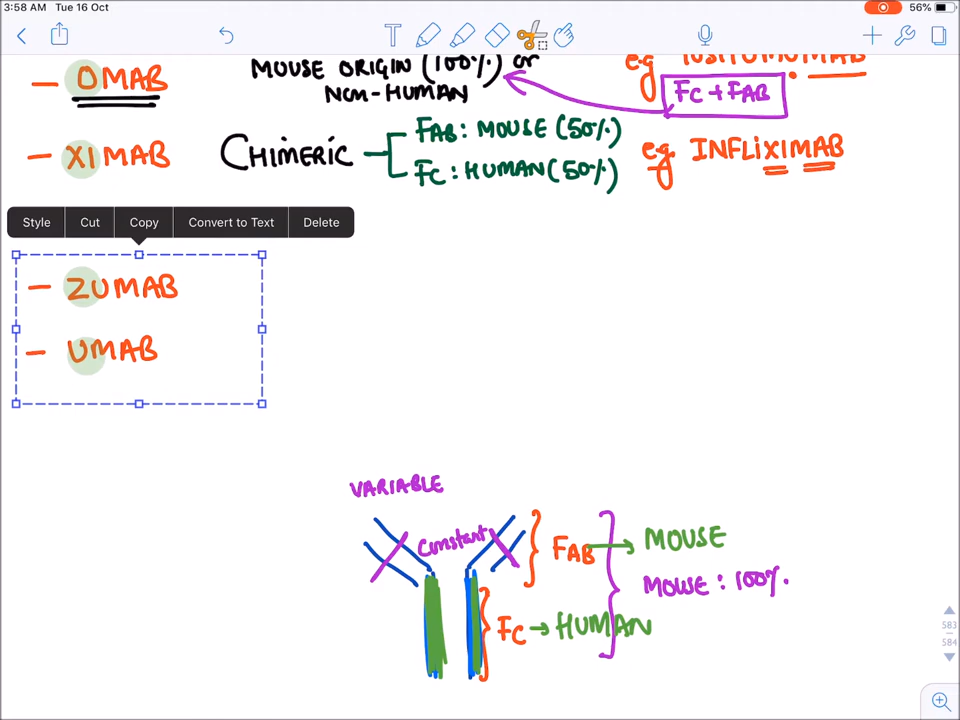 3:58 AM Tue 16 Oct 56%
- OMAB MOUSE ORIGIN (100%) or e.g TOSITUMOMAB
NON-HUMAN FC + FAB
- XIMAB CHIMERIC FAB: MOUSE (50%) e.g. INFLIXIMAB
FC: HUMAN (50%)
Style Cut Copy Convert to Text Delete
- ZUMAB
- UMAB
VARIABLE
Constant FAB → MOUSE
MOUSE: 100%.
FC → HUMAN
583
584